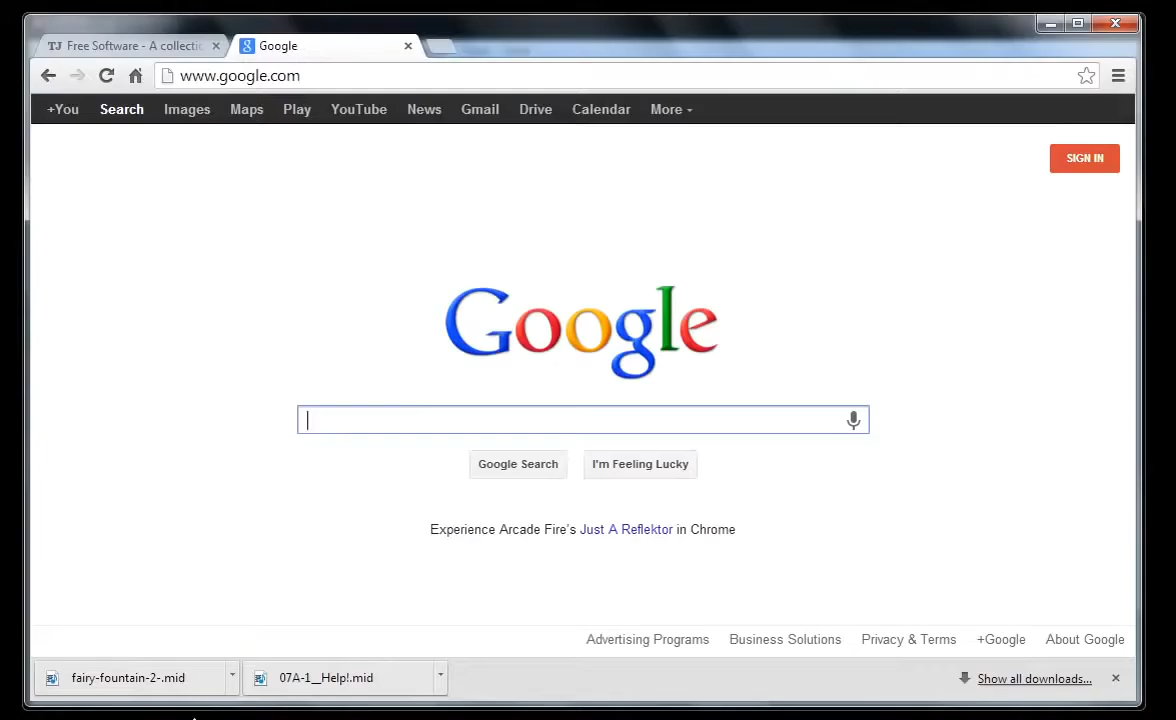 TJ Free Software - A collecti
Google
www.google.com
+You Search Images Maps Play YouTube News Gmail Drive Calendar More
SIGN IN
Google
Google Search I'm Feeling Lucky
Experience Arcade Fire's Just A Reflektor in Chrome
Advertising Programs Business Solutions Privacy & Terms +Google About Google
fairy-fountain-2-.mid 07A-1__Help!.mid Show all downloads...